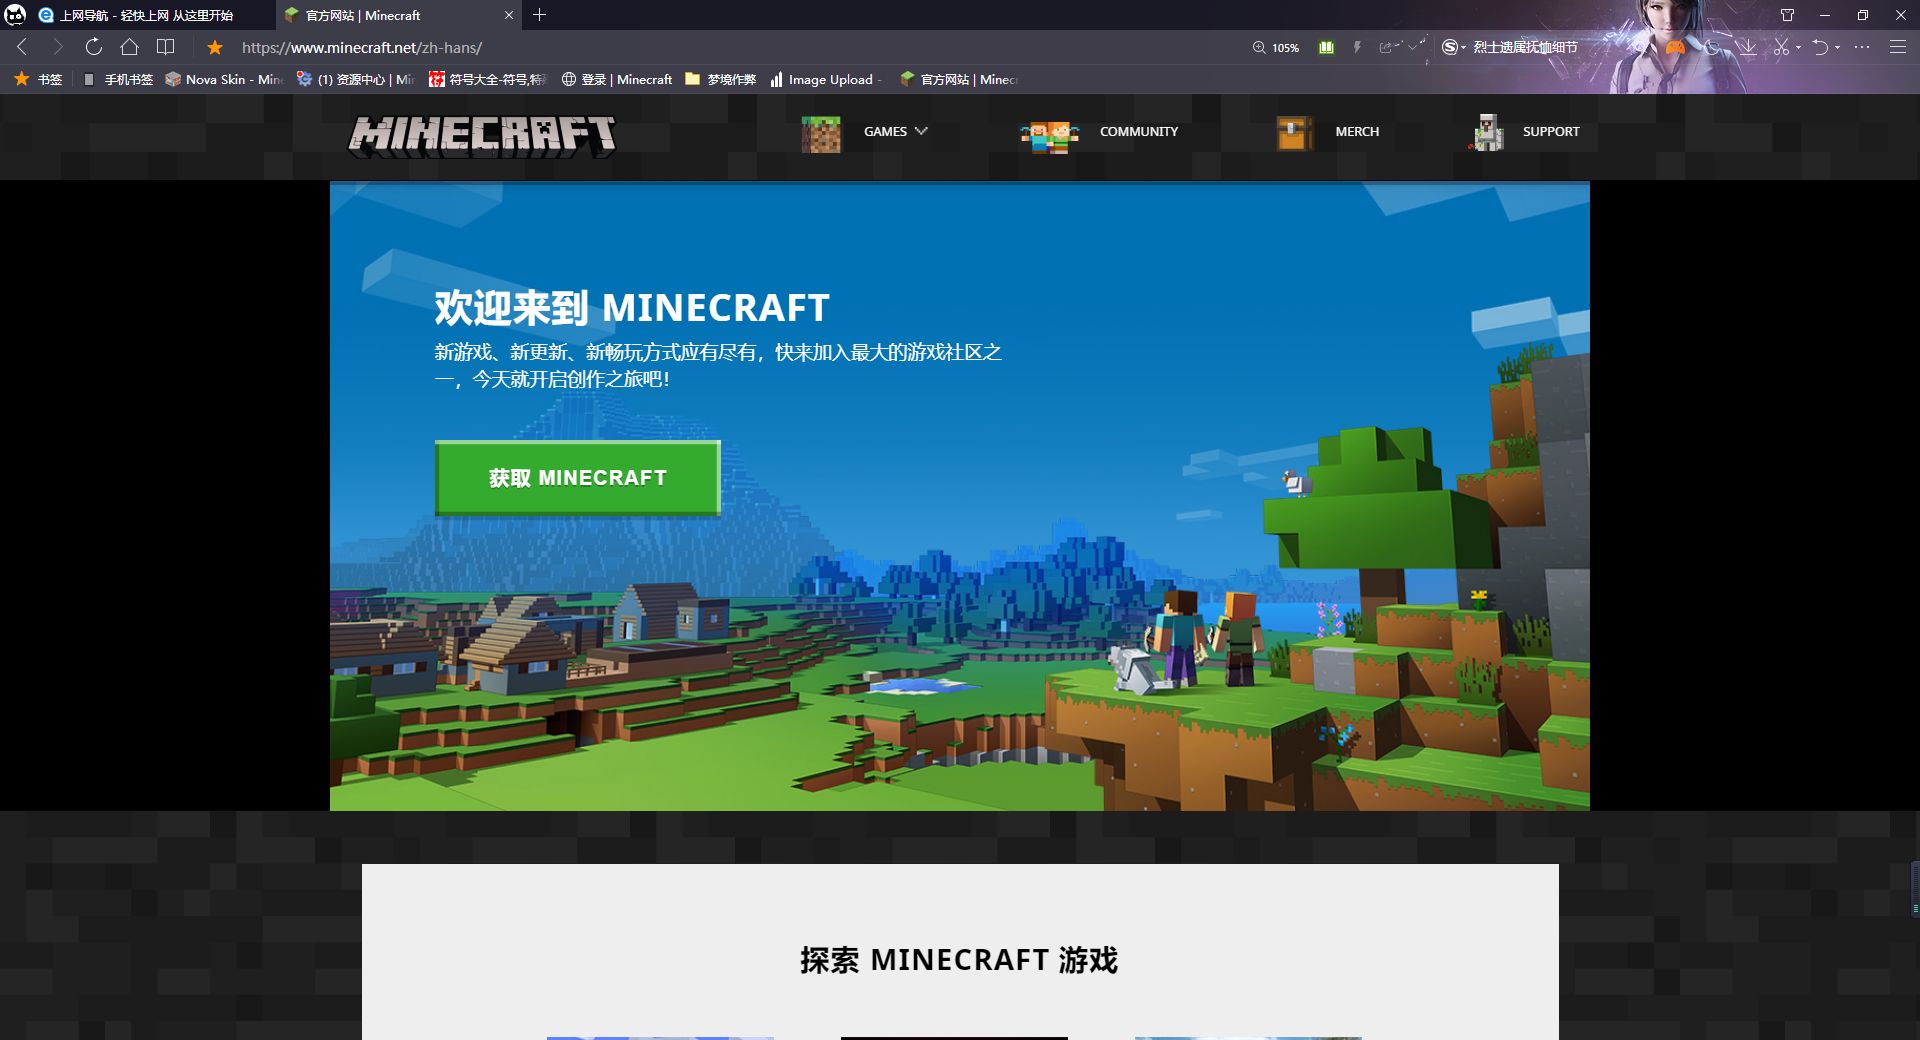 上网导航 - 轻快上网 从这里开始
官方网站 | Minecraft
https://www.minecraft.net/zh-hans/
105%
烈士遗属抚恤细节
书签
手机书签
Nova Skin - Min
(1) 资源中心 | Mi
符号大全-符号,特
登录 | Minecraft
梦境作弊
Image Upload -
官方网站 | Minec
MINECRAFT
GAMES
COMMUNITY
MERCH
SUPPORT
欢迎来到 MINECRAFT
新游戏、新更新、新畅玩方式应有尽有，快来加入最大的游戏社区之
一，今天就开启创作之旅吧！
获取 MINECRAFT
探索 MINECRAFT 游戏